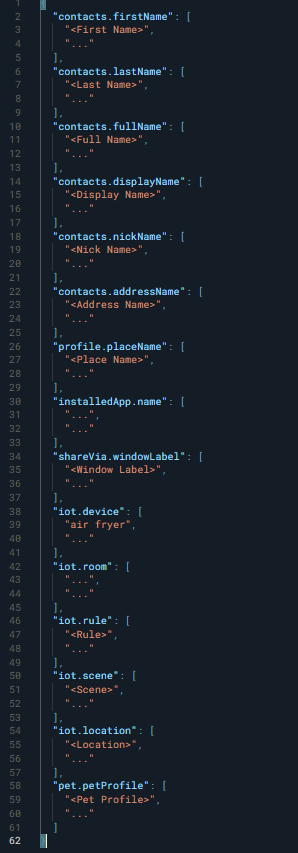 1 {
2 "contacts.firstName": [
3 "<First Name>",
4 "..."
5 ],
6 "contacts.lastName": [
7 "<Last Name>",
8 "..."
9 ],
10 "contacts.fullName": [
11 "<Full Name>",
12 "..."
13 ],
14 "contacts.displayName": [
15 "<Display Name>",
16 "..."
17 ],
18 "contacts.nickName": [
19 "<Nick Name>",
20 "..."
21 ],
22 "contacts.addressName": [
23 "<Address Name>",
24 "..."
25 ],
26 "profile.placeName": [
27 "<Place Name>",
28 "..."
29 ],
30 "installedApp.name": [
31 "...",
32 "..."
33 ],
34 "shareVia.windowLabel": [
35 "<Window Label>",
36 "..."
37 ],
38 "iot.device": [
39 "air fryer",
40 "..."
41 ],
42 "iot.room": [
43 "...",
44 "..."
45 ],
46 "iot.rule": [
47 "<Rule>",
48 "..."
49 ],
50 "iot.scene": [
51 "<Scene>",
52 "..."
53 ],
54 "iot.location": [
55 "<Location>",
56 "..."
57 ],
58 "pet.petProfile": [
59 "<Pet Profile>",
60 "..."
61 ]
62 }